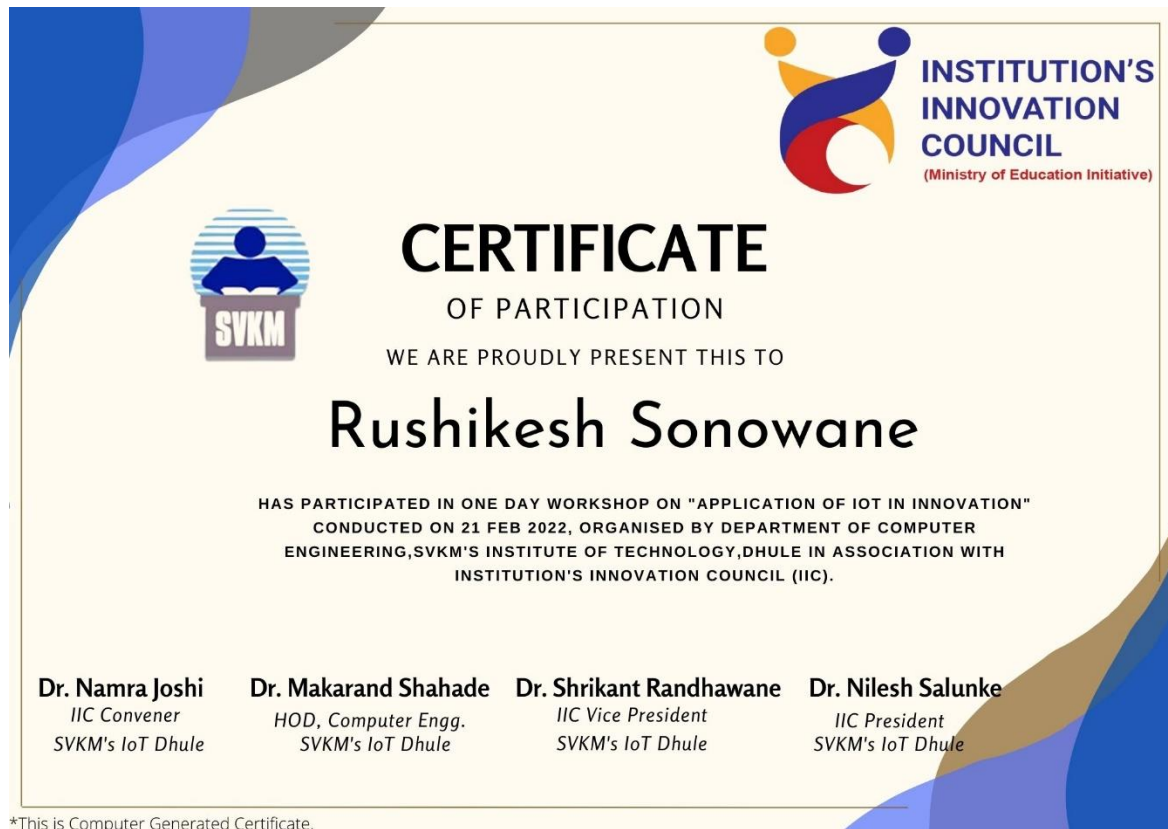 INSTITUTION'S
INNOVATION
COUNCIL
(Ministry of Education Initiative)
SVKM
CERTIFICATE
OF PARTICIPATION
WE ARE PROUDLY PRESENT THIS TO
Rushikesh Sonowane
HAS PARTICIPATED IN ONE DAY WORKSHOP ON "APPLICATION OF IOT IN INNOVATION"
CONDUCTED ON 21 FEB 2022, ORGANISED BY DEPARTMENT OF COMPUTER
ENGINEERING,SVKM'S INSTITUTE OF TECHNOLOGY,DHULE IN ASSOCIATION WITH
INSTITUTION'S INNOVATION COUNCIL (IIC).
Dr. Namra Joshi
IIC Convener
SVKM's IoT Dhule
Dr. Makarand Shahade
HOD, Computer Engg.
SVKM's IoT Dhule
Dr. Shrikant Randhawane
IIC Vice President
SVKM's IoT Dhule
Dr. Nilesh Salunke
IIC President
SVKM's IoT Dhule
*This is Computer Generated Certificate.